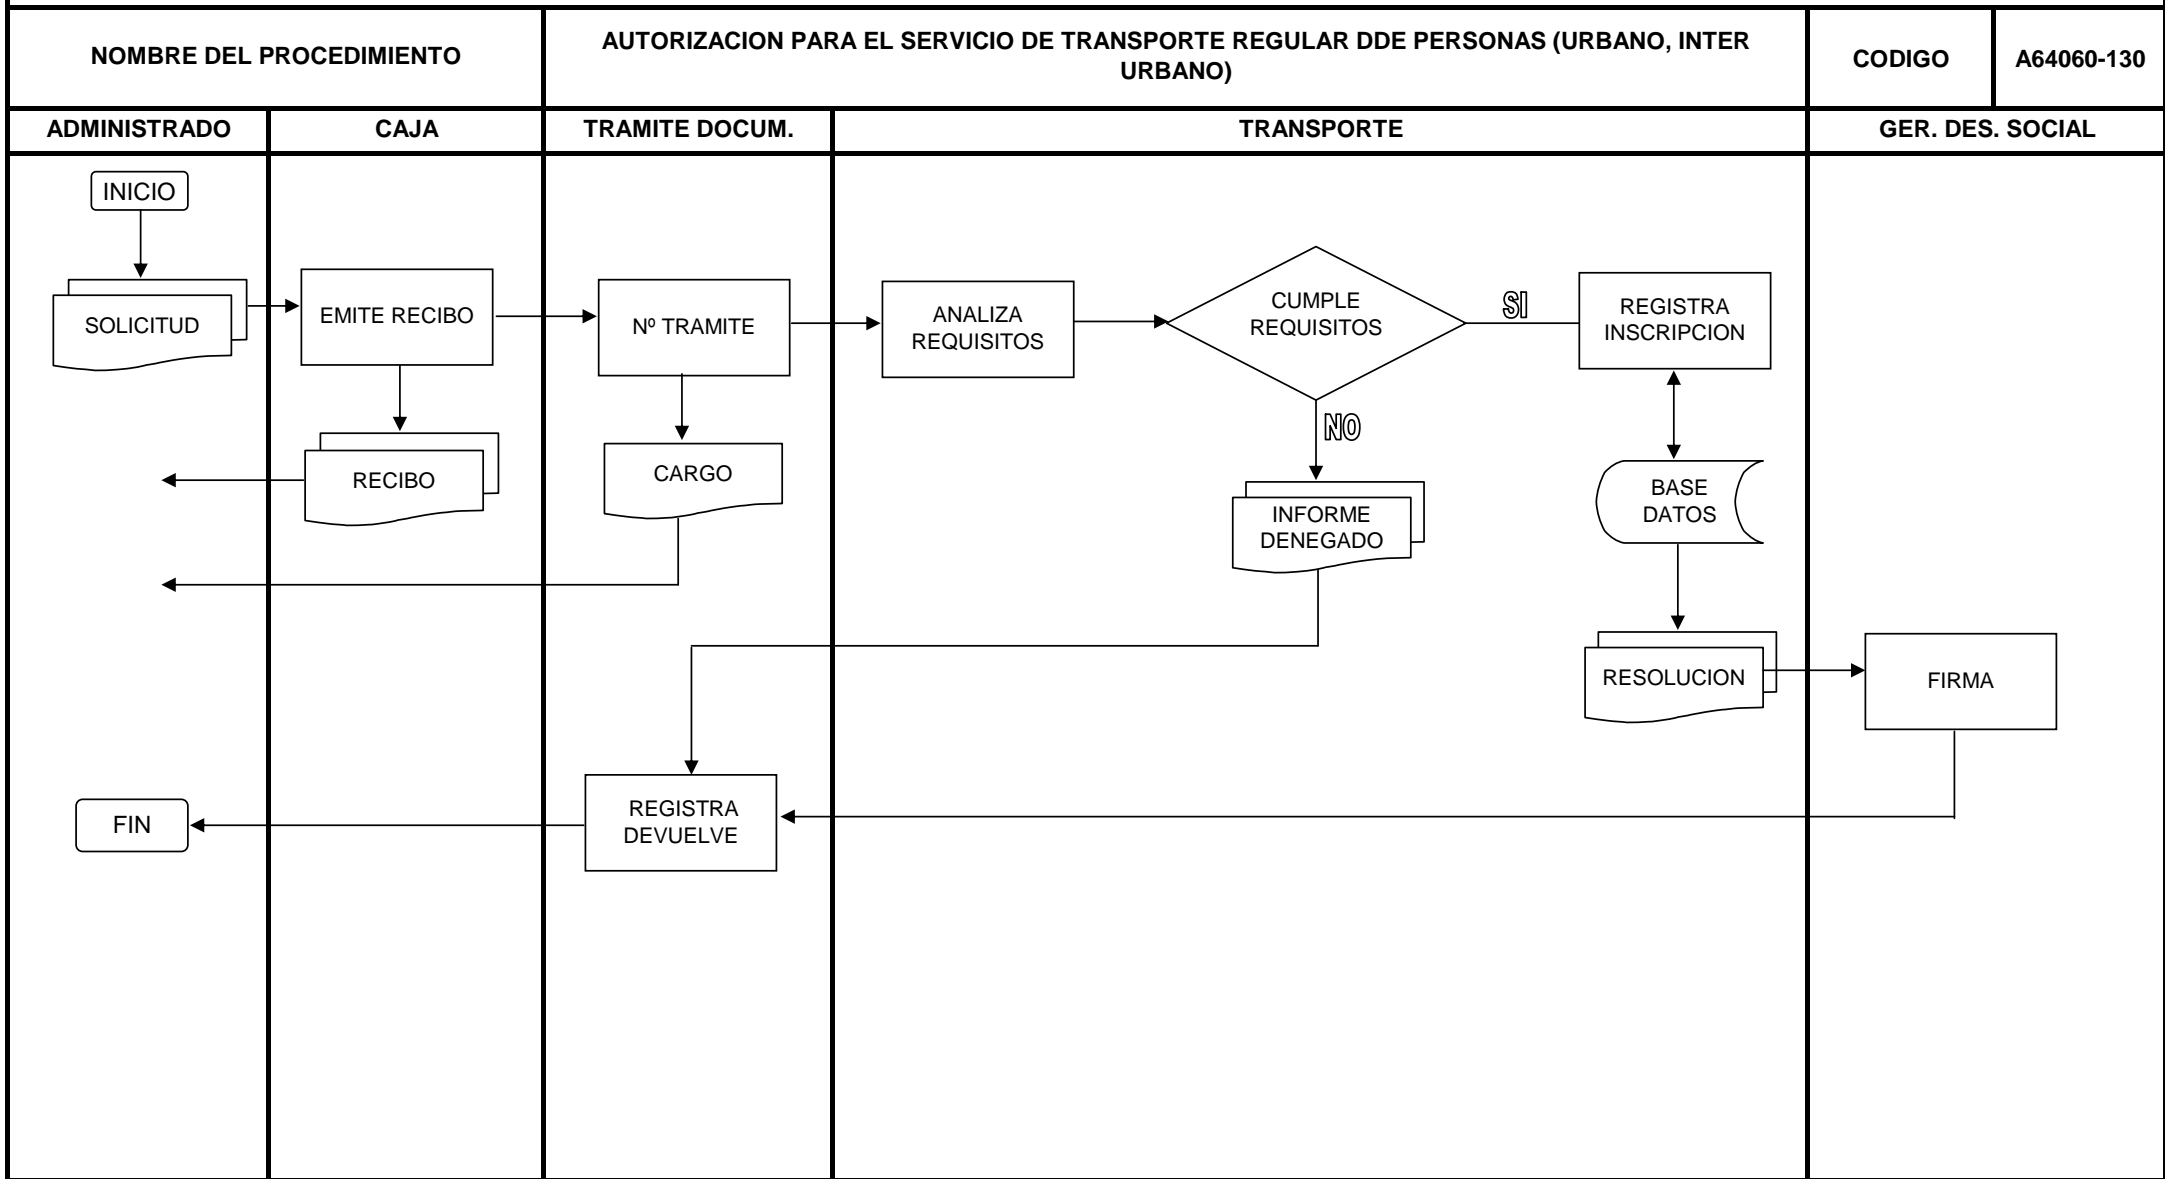 NOMBRE DEL PROCEDIMIENTO
AUTORIZACION PARA EL SERVICIO DE TRANSPORTE REGULAR DDE PERSONAS (URBANO, INTER
URBANO)
CODIGO
A64060-130
ADMINISTRADO
CAJA
TRAMITE DOCUM.
TRANSPORTE
GER. DES. SOCIAL
INICIO
SOLICITUD
EMITE RECIBO
Nº TRAMITE
ANALIZA
REQUISITOS
CUMPLE
REQUISITOS
SI
REGISTRA
INSCRIPCION
NO
RECIBO
CARGO
INFORME
DENEGADO
BASE
DATOS
RESOLUCION
FIRMA
REGISTRA
DEVUELVE
FIN